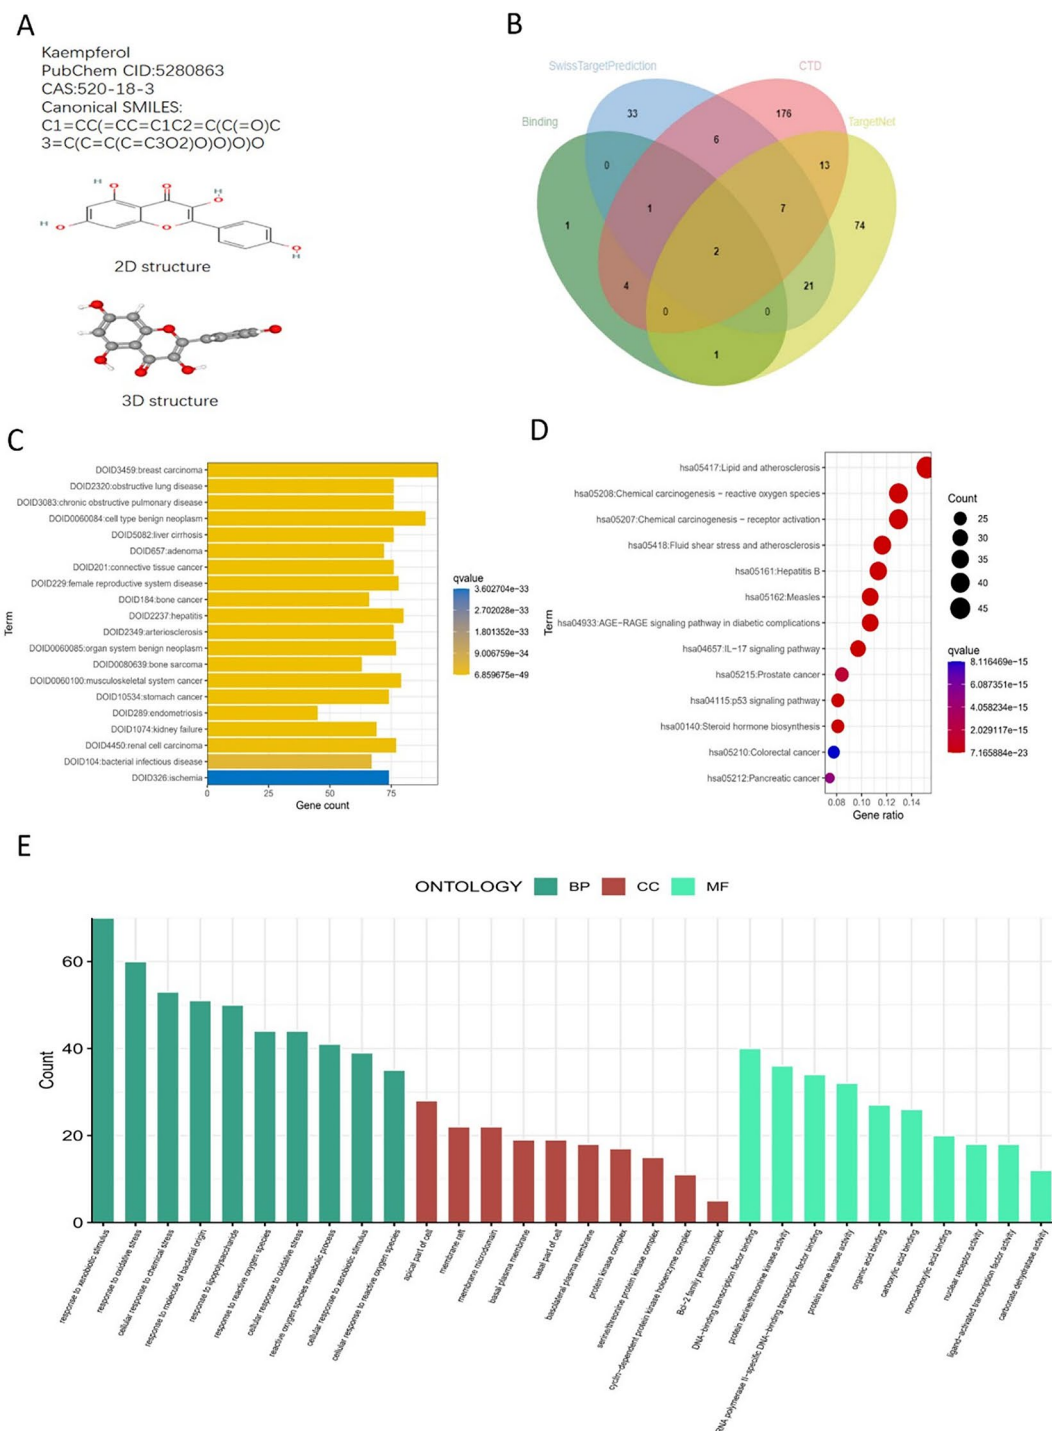 A
Kaempferol
PubChem CID:5280863
CAS:520-18-3
Canonical SMILES:
C1=CC(=CC=C1C2=C(C(=O)C
3=C(C=C(C=C3O2)O)O)O)O
H
O
O
H
O
H
O
O
O
H
2D structure
3D structure
B
SwissTargetPrediction
CTD
Binding
TargetNet
33
176
6
0
13
1
7
1
74
2
4
21
0
0
1
C
DOID3459:breast carcinoma
DOID2320:obstructive lung disease
DOID3083:chronic obstructive pulmonary disease
DOID0060084:cell type benign neoplasm
DOID5082:liver cirrhosis
DOID657:adenoma
DOID201:connective tissue cancer
DOID229:female reproductive system disease
DOID184:bone cancer
DOID2237:hepatitis
DOID2349:arteriosclerosis
DOID0060085:organ system benign neoplasm
DOID0080639:bone sarcoma
DOID0060100:musculoskeletal system cancer
DOID10534:stomach cancer
DOID289:endometriosis
DOID1074:kidney failure
DOID4450:renal cell carcinoma
DOID104:bacterial infectious disease
DOID326:ischemia
Term
0 25 50 75
Gene count
qvalue
3.602704e-33
2.702028e-33
1.801352e-33
9.006759e-34
6.859675e-49
D
hsa05417:Lipid and atherosclerosis
hsa05208:Chemical carcinogenesis − reactive oxygen species
hsa05207:Chemical carcinogenesis − receptor activation
hsa05418:Fluid shear stress and atherosclerosis
hsa05161:Hepatitis B
hsa05162:Measles
hsa04933:AGE−RAGE signaling pathway in diabetic complications
hsa04657:IL−17 signaling pathway
hsa05215:Prostate cancer
hsa04115:p53 signaling pathway
hsa00140:Steroid hormone biosynthesis
hsa05210:Colorectal cancer
hsa05212:Pancreatic cancer
Term
0.08 0.10 0.12 0.14
Gene ratio
Count
25
30
35
40
45
qvalue
8.116469e−15
6.087351e−15
4.058234e−15
2.029117e−15
7.165884e−23
E
ONTOLOGY BP CC MF
Count
60
40
20
0
response to xenobiotic stimulus
response to oxidative stress
cellular response to chemical stress
response to molecule of bacterial origin
response to lipopolysaccharide
response to reactive oxygen species
cellular response to oxidative stress
reactive oxygen species metabolic process
cellular response to xenobiotic stimulus
cellular response to reactive oxygen species
apical part of cell
membrane raft
membrane microdomain
basal plasma membrane
basal part of cell
basolateral plasma membrane
protein kinase complex
serine/threonine protein kinase complex
cyclin−dependent protein kinase holoenzyme complex
Bcl−2 family protein complex
DNA−binding transcription factor binding
protein serine/threonine kinase activity
RNA polymerase II−specific DNA−binding transcription factor binding
protein serine kinase activity
organic acid binding
carboxylic acid binding
monocarboxylic acid binding
nuclear receptor activity
ligand−activated transcription factor activity
carbonate dehydratase activity